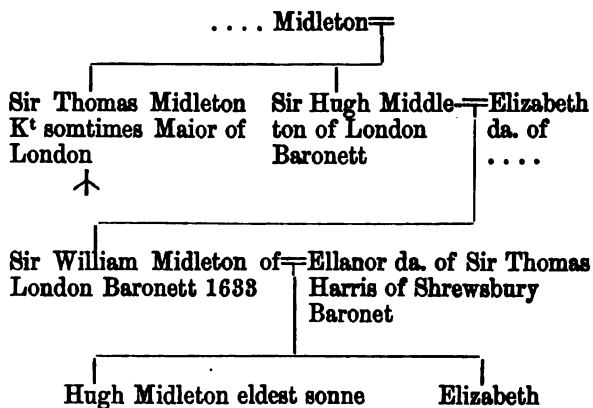 .... Midleton
Sir Thomas Midleton
Kt somtimes Maior of
London
Sir Hugh Middle-
ton of London
Baronett
Elizabeth
da. of
....
Sir William Midleton of
London Baronett 1633
Ellanor da. of Sir Thomas
Harris of Shrewsbury
Baronet
Hugh Midleton eldest sonne
Elizabeth